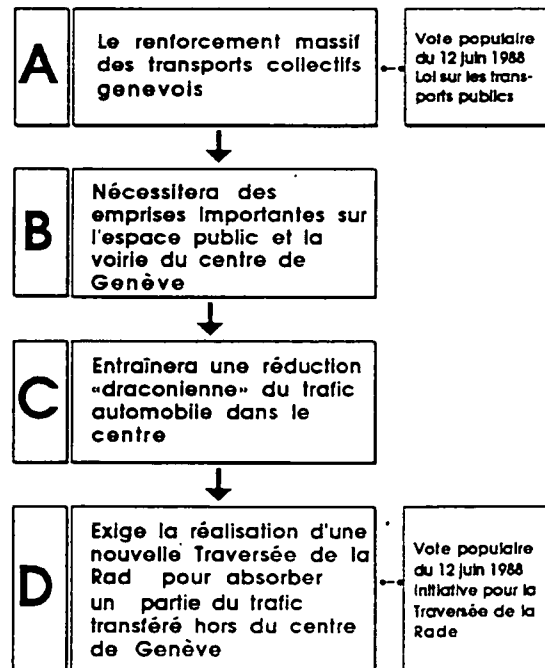 A
Le renforcement massif
des transports collectifs
genevois
Vote populaire
du 12 juin 1988
Loi sur les trans-
ports publics
B
Nécessitera des
emprises importantes sur
l'espace public et la
voirie du centre de
Genève
C
Entraînera une réduction
«draconienne» du trafic
automobile dans le
centre
D
Exige la réalisation d'une
nouvelle Traversée de la
Rad pour absorber
un partie du trafic
transféré hors du centre
de Genève
Vote populaire
du 12 juin 1988
Initiative pour la
Traversée de la
Rade